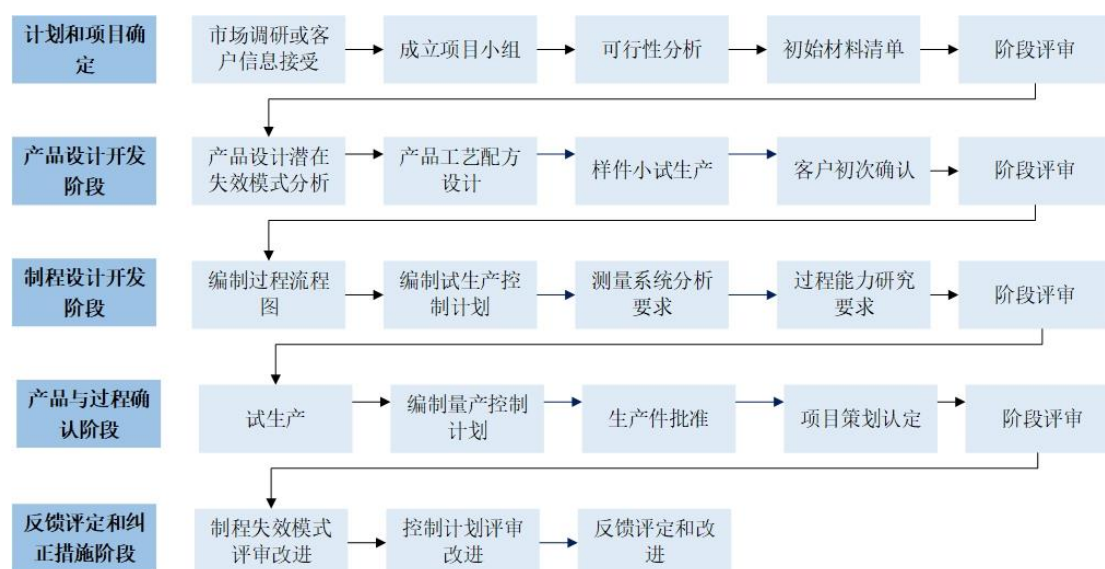 计划和项目确
定
市场调研或客
户信息接受
成立项目小组
可行性分析
初始材料清单
阶段评审
产品设计开发
阶段
产品设计潜在
失效模式分析
产品工艺配方
设计
样件小试生产
客户初次确认
阶段评审
制程设计开发
阶段
编制过程流程
图
编制试生产控
制计划
测量系统分析
要求
过程能力研究
要求
阶段评审
产品与过程确
认阶段
试生产
编制量产控制
计划
生产件批准
项目策划认定
阶段评审
反馈评定和纠
正措施阶段
制程失效模式
评审改进
控制计划评审
改进
反馈评定和改
进